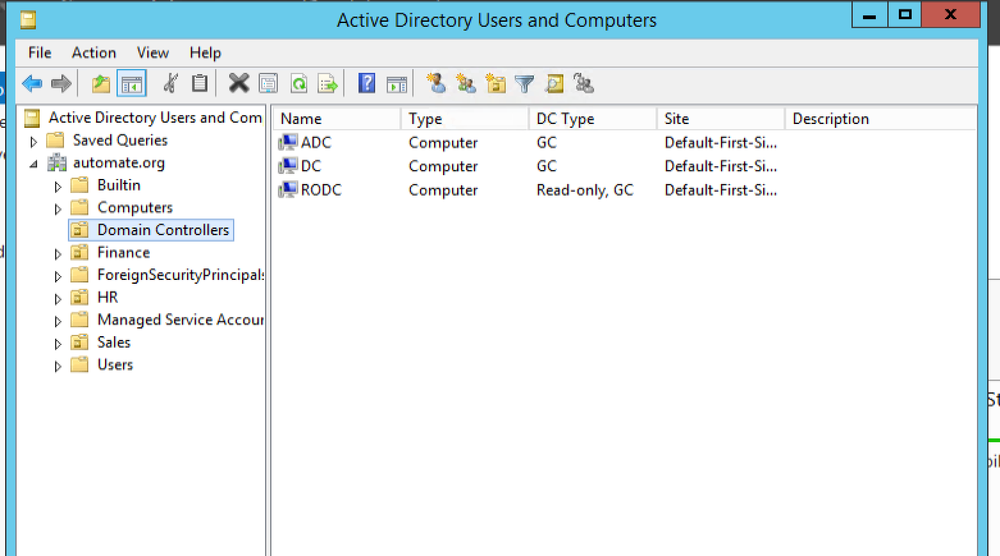 Active Directory Users and Computers
File Action View Help
Active Directory Users and Com
Saved Queries
automate.org
Builtin
Computers
Domain Controllers
Finance
ForeignSecurityPrincipals
HR
Managed Service Accour
Sales
Users
Name Type DC Type Site Description
ADC Computer GC Default-First-Si...
DC Computer GC Default-First-Si...
RODC Computer Read-only, GC Default-First-Si...
St